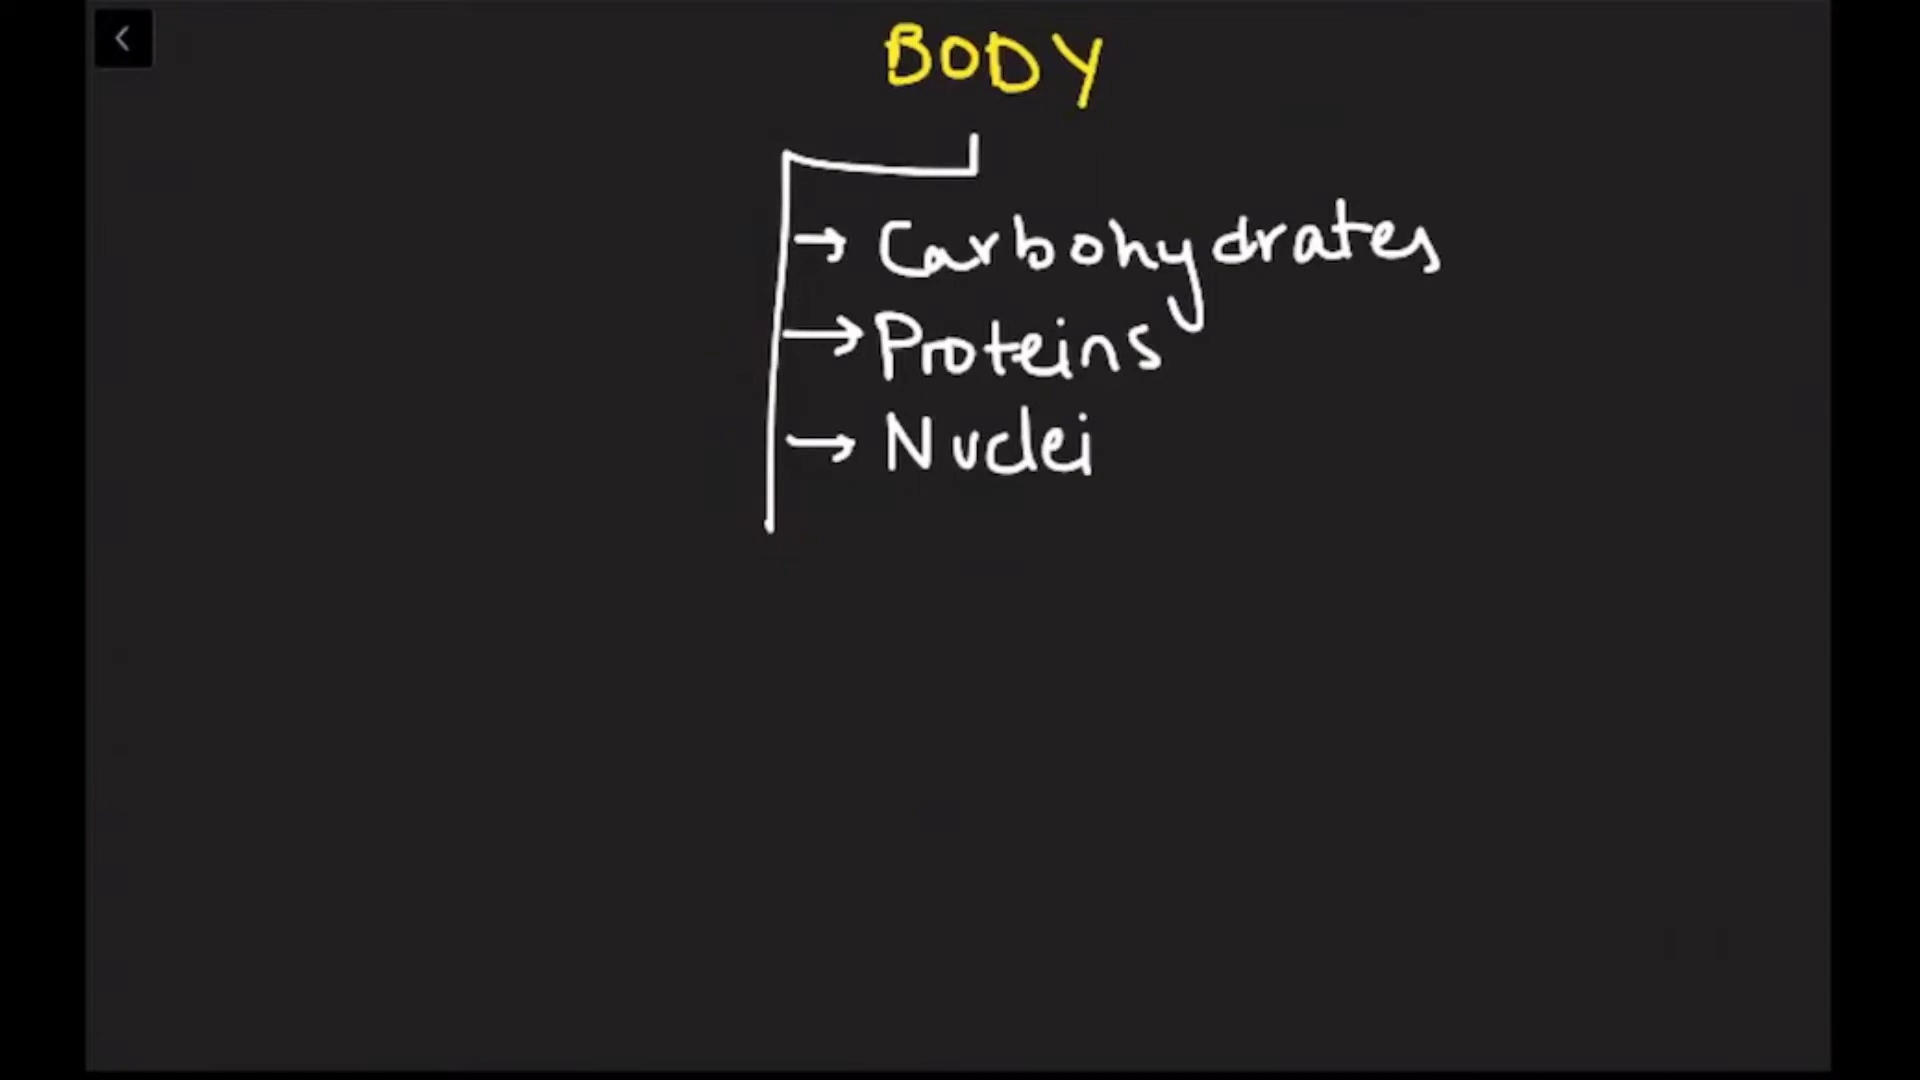 BODY
→ Carbohydrates
→ Proteins
→ Nuclei